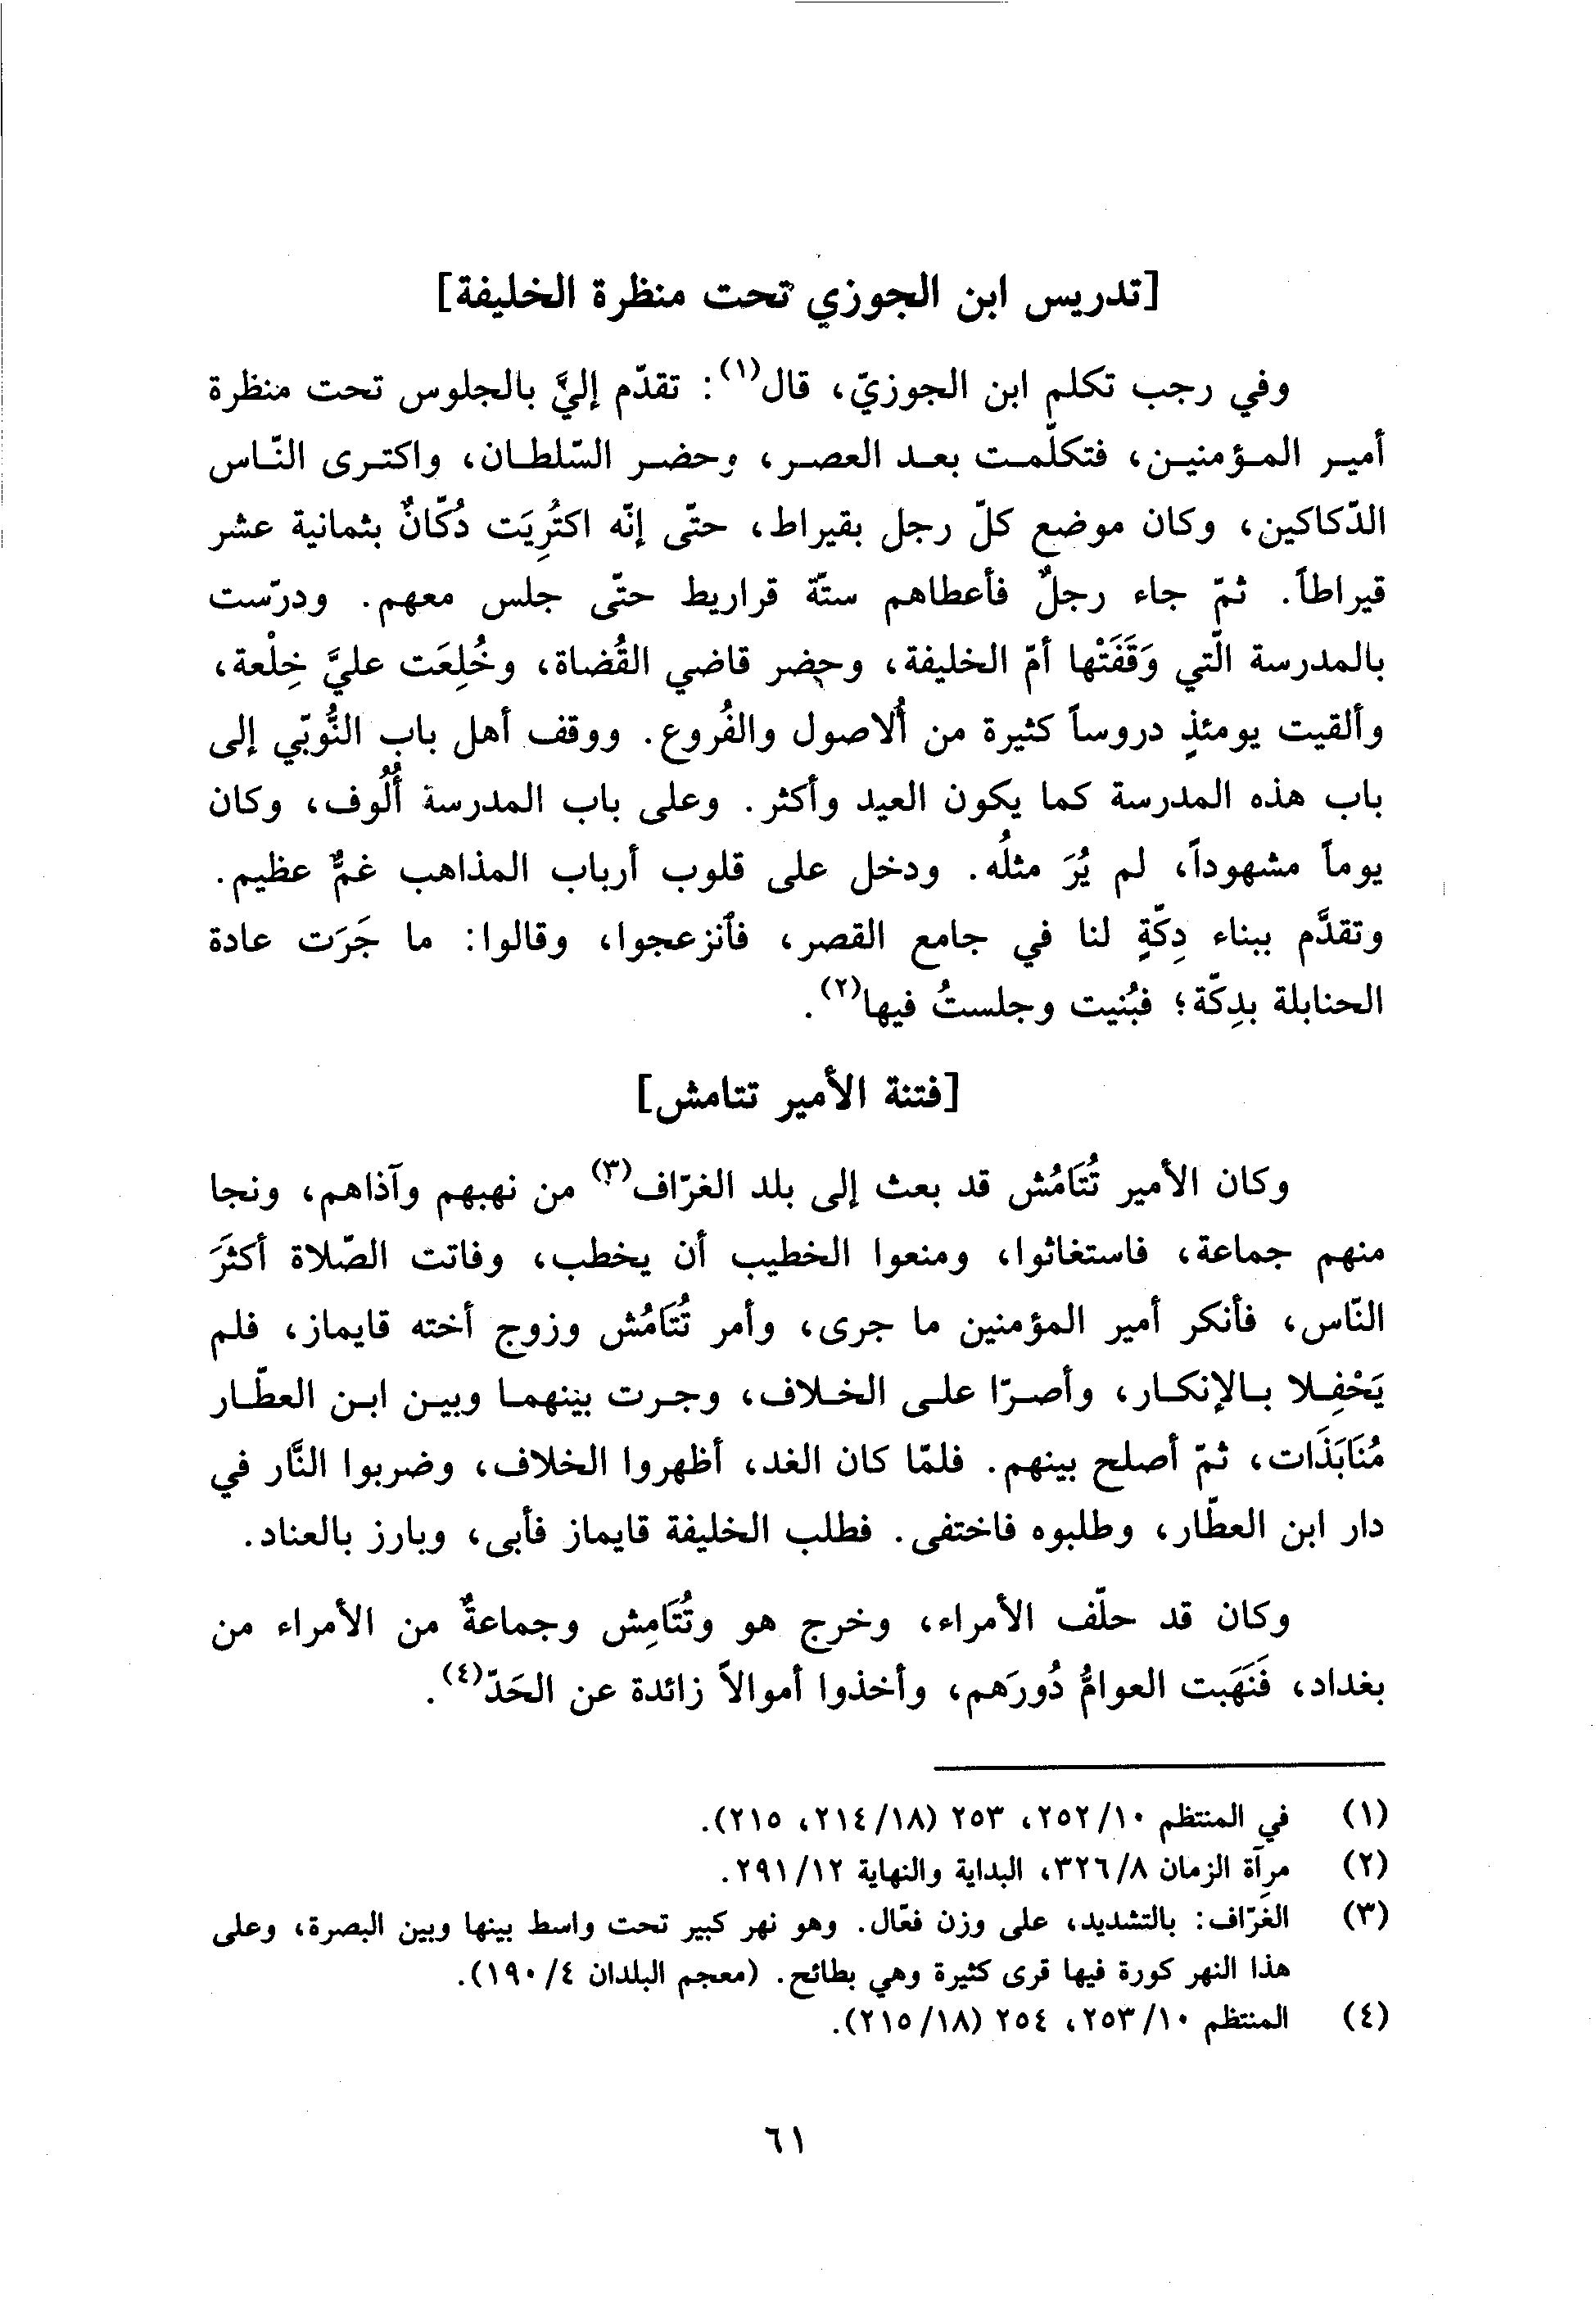 [تدريس ابن الجوزي تحت منظرة الخليفة]
وفي رجب تكلم ابن الجوزيّ، قال(١): تقدّم إليَّ بالجلوس تحت منظرة
أمير المؤمنين، فتكلّمت بعد العصر، وحضر السّلطان، واكترى النّاس
الدّكاكين، وكان موضع كلّ رجل بقيراط، حتّى إنّه اكتُرِيَت دُكّانٌ بثمانية عشر
قيراطاً. ثمّ جاء رجلٌ فأعطاهم ستّة قراريط حتّى جلس معهم. ودرّست
بالمدرسة الّتي وَقَفَتْها أمّ الخليفة، وحضر قاضي القُضاة، وخُلِعَت عليَّ خِلْعة،
وألقيت يومئذٍ دروساً كثيرة من أُلاصول والفُروع. ووقف أهل باب النُّوبّي إلى
باب هذه المدرسة كما يكون العيد وأكثر. وعلى باب المدرسة أُلُوف، وكان
يوماً مشهوداً، لم يُرَ مثلُه. ودخل على قلوب أرباب المذاهب غمٌّ عظيم.
وتقدَّم ببناء دِكّةٍ لنا في جامع القصر، فٱنزعجوا، وقالوا: ما جَرَت عادة
الحنابلة بدِكّة؛ فبُنيت وجلستُ فيها(٢).
[فتنة الأمير تتامش]
وكان الأمير تُتَامُش قد بعث إلى بلد الغرّاف(٣) من نهبهم وآذاهم، ونجا
منهم جماعة، فاستغاثوا، ومنعوا الخطيب أن يخطب، وفاتت الصّلاة أكثرَ
النّاس، فأنكر أمير المؤمنين ما جرى، وأمر تُتَامُش وزوج أخته قايماز، فلم
يَحْفِلا بالإنكار، وأصرّا على الخلاف، وجرت بينهما وبين ابن العطّار
مُنَابَذَات، ثمّ أصلح بينهم. فلمّا كان الغد، أظهروا الخلاف، وضربوا النَّار في
دار ابن العطّار، وطلبوه فاختفى. فطلب الخليفة قايماز فأبى، وبارز بالعناد.
وكان قد حلّف الأمراء، وخرج هو وتُتَامِش وجماعةٌ من الأمراء من
بغداد، فَنَهَبت العوامُّ دُورَهم، وأخذوا أموالاً زائدة عن الحَدّ(٤).
(١) في المنتظم ١٠/٢٥٢، ٢٥٣ (١٨/٢١٤، ٢١٥).
(٢) مرآة الزمان ٨/٣٢٦، البداية والنهاية ١٢/٢٩١.
(٣) الغرّاف: بالتشديد، على وزن فعّال. وهو نهر كبير تحت واسط بينها وبين البصرة، وعلى
هذا النهر كورة فيها قرى كثيرة وهي بطائح. (معجم البلدان ٤/١٩٠).
(٤) المنتظم ١٠/٢٥٣، ٢٥٤ (١٨/٢١٥).
٦١